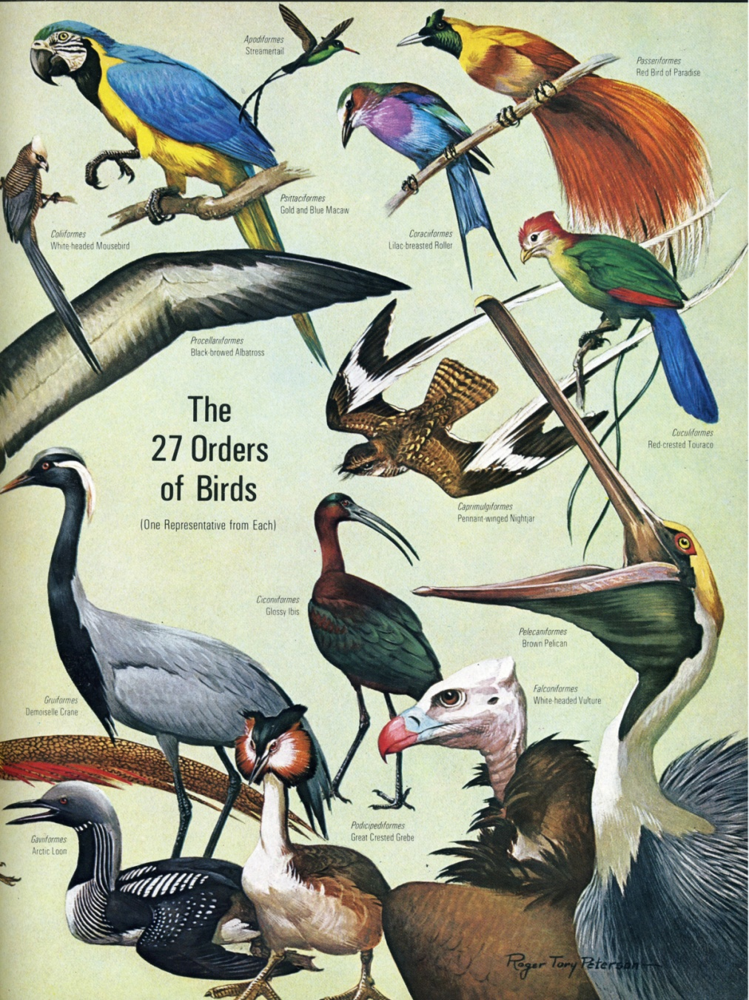 Apodiformes
Streamertail
Passeriformes
Red Bird of Paradise
Psittaciformes
Gold and Blue Macaw
Coliiformes
White-headed Mousebird
Coraciiformes
Lilac-breasted Roller
Procellariiformes
Black-browed Albatross
The
27 Orders
of Birds
(One Representative from Each)
Cuculiformes
Red-crested Touraco
Caprimulgiformes
Pennant-winged Nightjar
Ciconiiformes
Glossy Ibis
Pelecaniformes
Brown Pelican
Falconiformes
White-headed Vulture
Gruiformes
Demoiselle Crane
Podicipediformes
Great Crested Grebe
Gaviiformes
Arctic Loon
Roger Tory Peterson